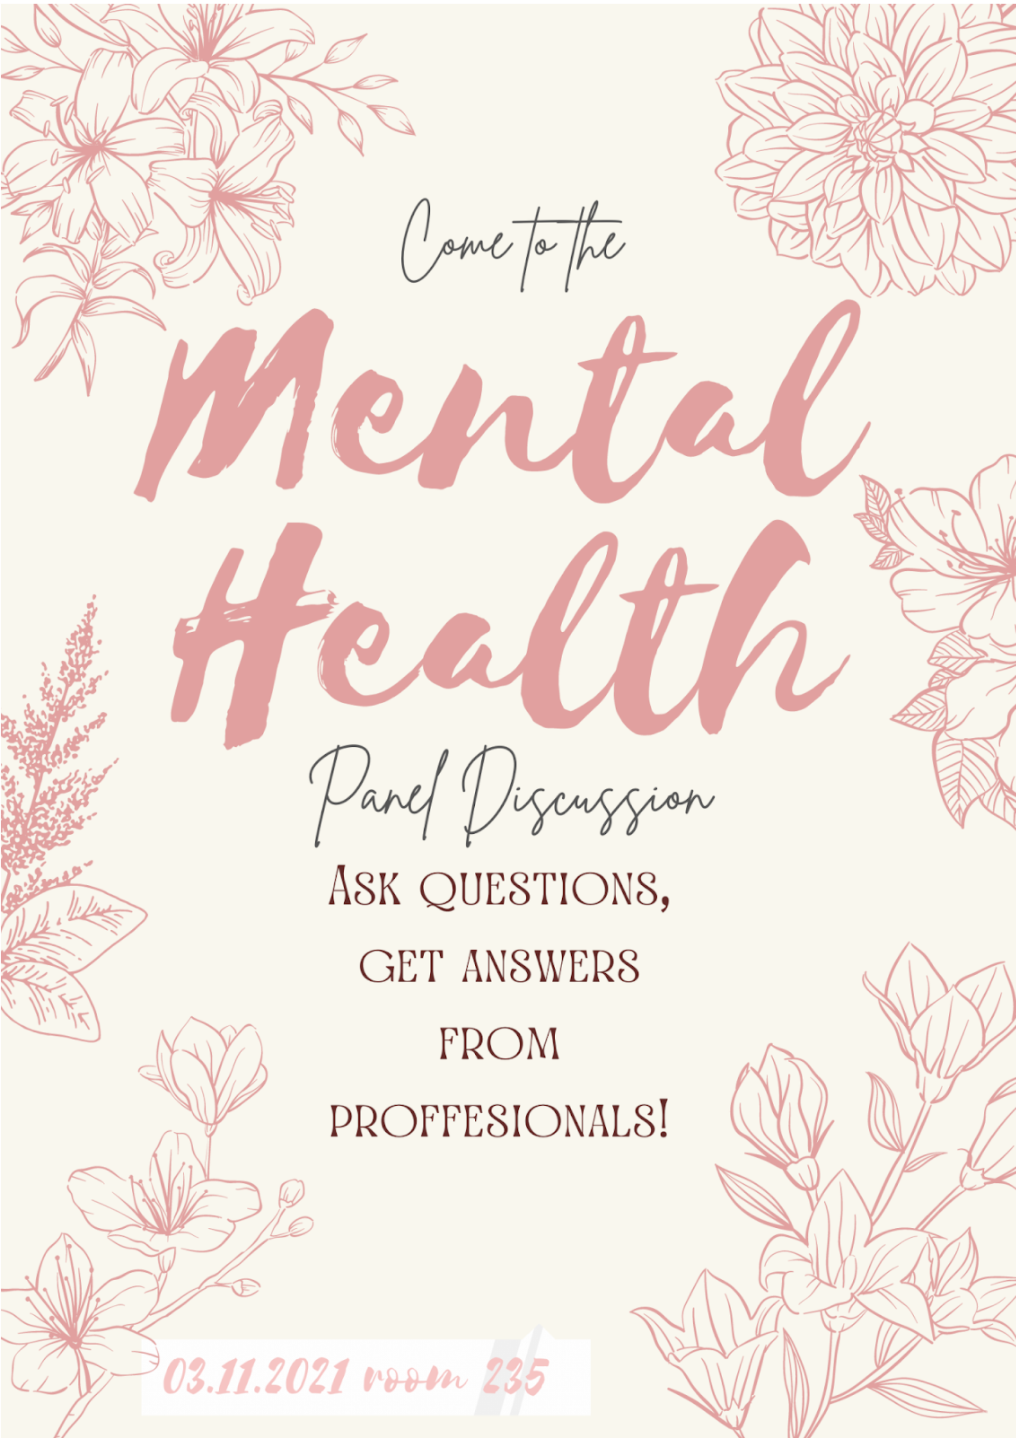 Come to the
Mental
Health
Panel Discussion
Ask questions,
get answers
from
proffesionals!
03.11.2021 room 235